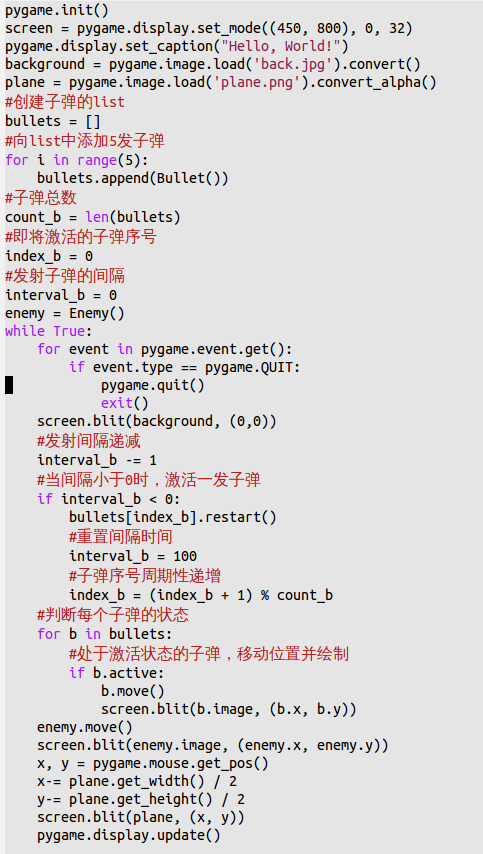 pygame.init()
screen = pygame.display.set_mode((450, 800), 0, 32)
pygame.display.set_caption("Hello, World!")
background = pygame.image.load('back.jpg').convert()
plane = pygame.image.load('plane.png').convert_alpha()
#创建子弹的list
bullets = []
#向list中添加5发子弹
for i in range(5):
    bullets.append(Bullet())
#子弹总数
count_b = len(bullets)
#即将激活的子弹序号
index_b = 0
#发射子弹的间隔
interval_b = 0
enemy = Enemy()
while True:
    for event in pygame.event.get():
        if event.type == pygame.QUIT:
            pygame.quit()
            exit()
    screen.blit(background, (0,0))
    #发射间隔递减
    interval_b -= 1
    #当间隔小于0时，激活一发子弹
    if interval_b < 0:
        bullets[index_b].restart()
        #重置间隔时间
        interval_b = 100
        #子弹序号周期性递增
        index_b = (index_b + 1) % count_b
    #判断每个子弹的状态
    for b in bullets:
        #处于激活状态的子弹，移动位置并绘制
        if b.active:
            b.move()
            screen.blit(b.image, (b.x, b.y))
    enemy.move()
    screen.blit(enemy.image, (enemy.x, enemy.y))
    x, y = pygame.mouse.get_pos()
    x-= plane.get_width() / 2
    y-= plane.get_height() / 2
    screen.blit(plane, (x, y))
    pygame.display.update()